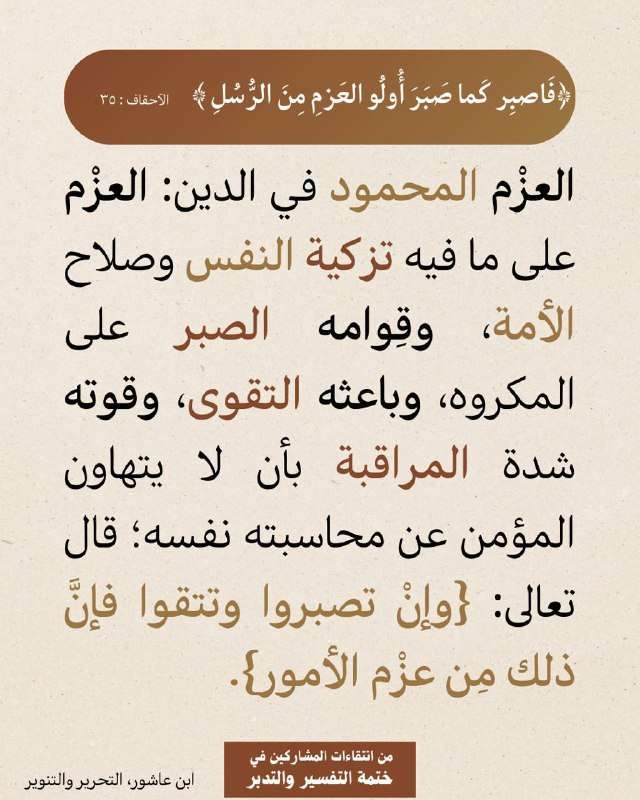 ﴿فَاصبِر كَما صَبَرَ أُولُو العَزمِ مِنَ الرُّسُلِ﴾ الأحقاف : ٣٥
العزْم المحمود في الدين: العزْم
على ما فيه تزكية النفس وصلاح
الأمة، وقِوامه الصبر على
المكروه، وباعثه التقوى، وقوته
شدة المراقبة بأن لا يتهاون
المؤمن عن محاسبته نفسه؛ قال
تعالى: {وإنْ تصبروا وتتقوا فإنَّ
ذلك مِن عزْم الأمور}.
من انتقاءات المشاركين في
ختمة التفسير والتدبر
ابن عاشور، التحرير والتنوير